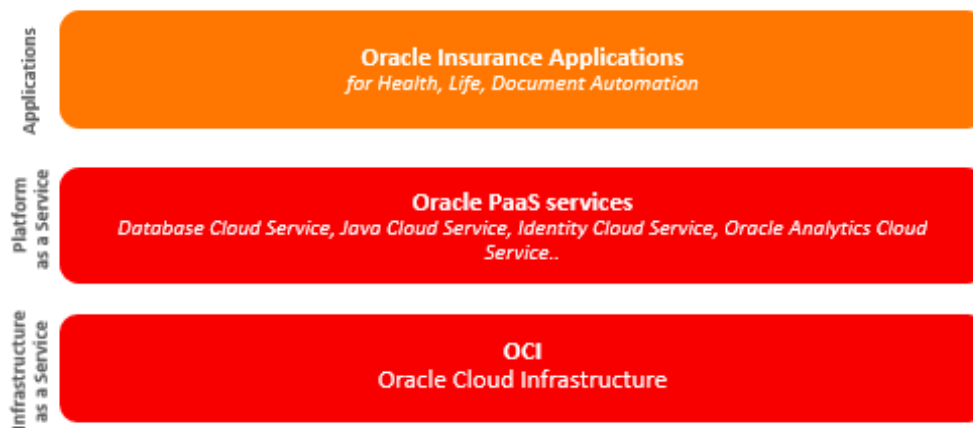 Applications
Oracle Insurance Applications
for Health, Life, Document Automation
Platform
as a Service
Oracle PaaS services
Database Cloud Service, Java Cloud Service, Identity Cloud Service, Oracle Analytics Cloud
Service..
Infrastructure
as a Service
OCI
Oracle Cloud Infrastructure